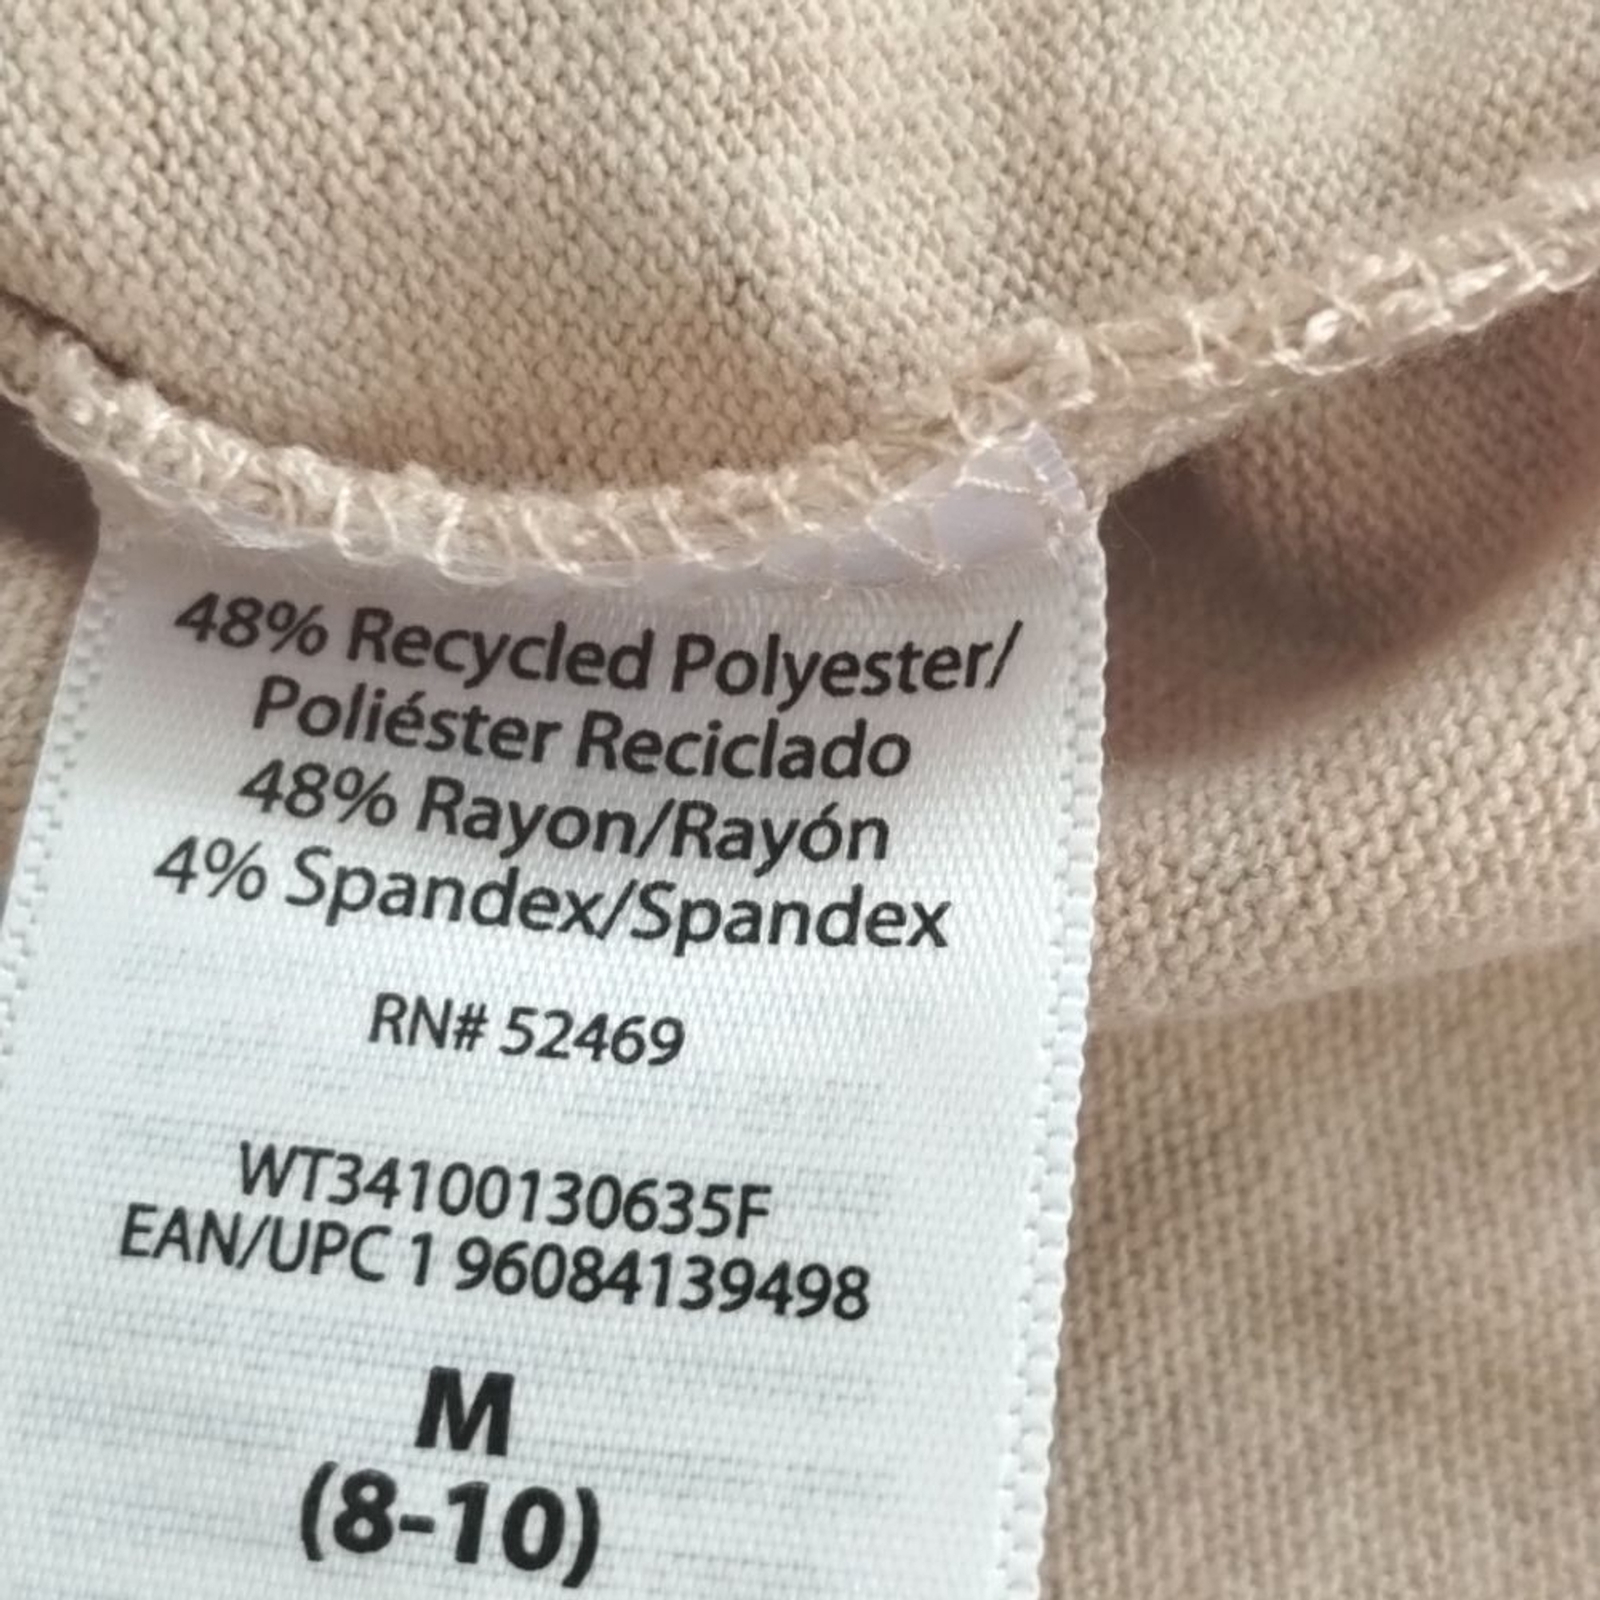 48% Recycled Polyester/
Poliéster Reciclado
48% Rayon/Rayón
4% Spandex/Spandex
RN# 52469
WT34100130635F
EAN/UPC 1 96084139498
M
(8-10)